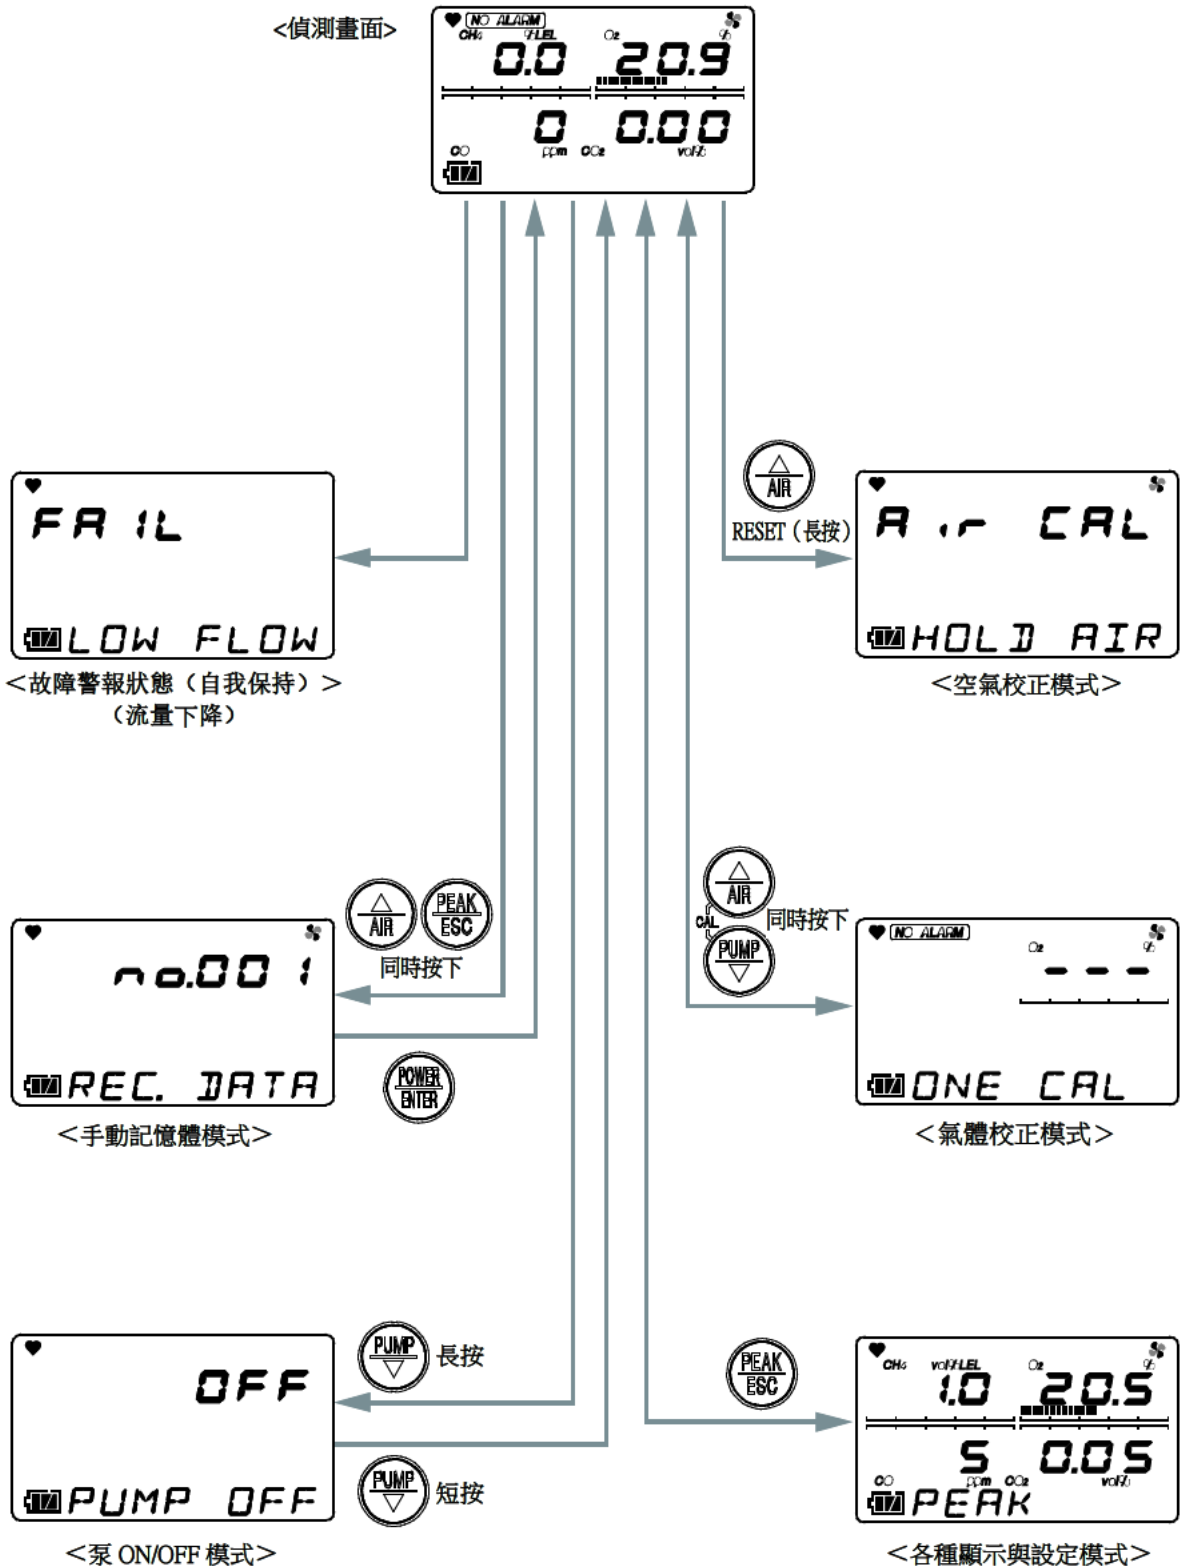 <偵測畫面>
NO ALARM
CH4 %LEL O2 %
0.0 20.9
0 0.00
CO ppm CO2 vol%
AIR
RESET（長按）
FAIL
LOW FLOW
＜故障警報狀態（自我保持）＞
（流量下降）
Air CAL
HOLD AIR
＜空氣校正模式＞
AIR PEAK ESC
同時按下
no.001
REC. DATA
POWER ENTER
＜手動記憶體模式＞
AIR
CAL 同時按下
PUMP
NO ALARM
O2 %
---
ONE CAL
＜氣體校正模式＞
PUMP 長按
OFF
PUMP OFF
PUMP 短按
＜泵 ON/OFF 模式＞
PEAK ESC
CH4 vol%LEL O2 %
1.0 20.5
5 0.05
CO ppm CO2 vol%
PEAK
＜各種顯示與設定模式＞